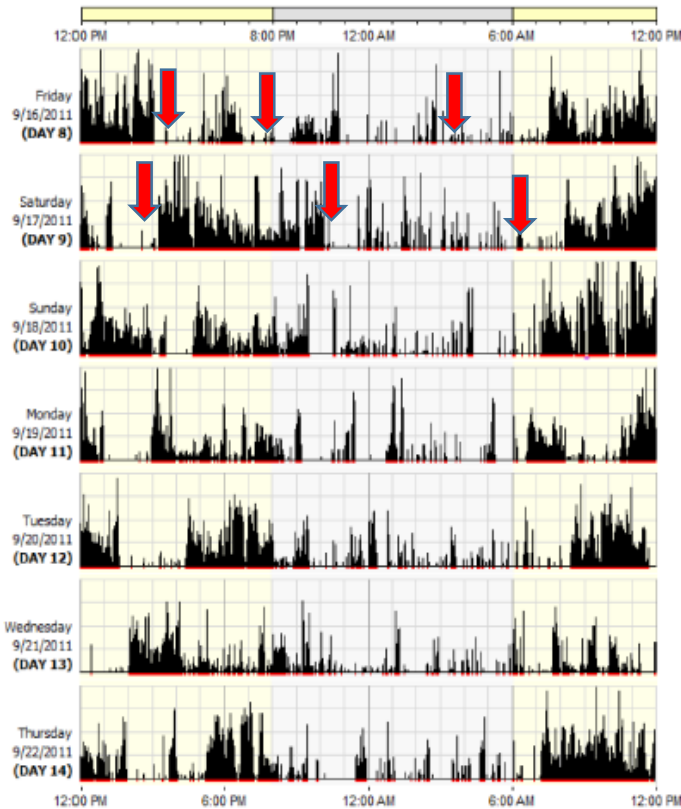 12:00 PM 8:00 PM 12:00 AM 6:00 AM 12:00 PM
Friday
9/16/2011
(DAY 8)
Saturday
9/17/2011
(DAY 9)
Sunday
9/18/2011
(DAY 10)
Monday
9/19/2011
(DAY 11)
Tuesday
9/20/2011
(DAY 12)
Wednesday
9/21/2011
(DAY 13)
Thursday
9/22/2011
(DAY 14)
12:00 PM 6:00 PM 12:00 AM 6:00 AM 12:00 PM